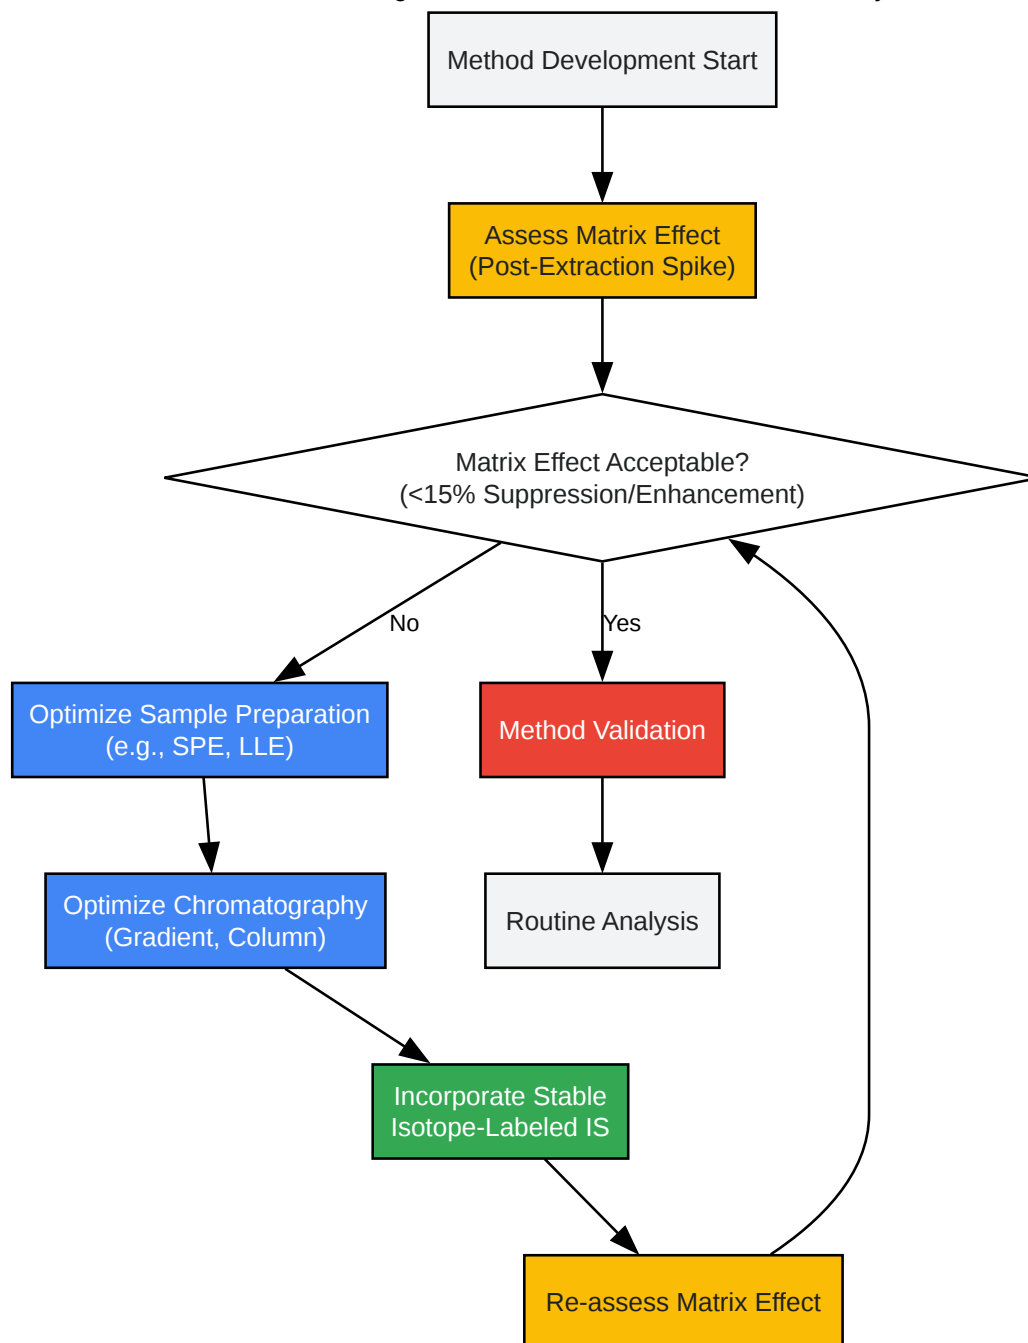 Method Development Start
Assess Matrix Effect
(Post-Extraction Spike)
Matrix Effect Acceptable?
(<15% Suppression/Enhancement)
No
Yes
Optimize Sample Preparation
(e.g., SPE, LLE)
Method Validation
Optimize Chromatography
(Gradient, Column)
Routine Analysis
Incorporate Stable
Isotope-Labeled IS
Re-assess Matrix Effect